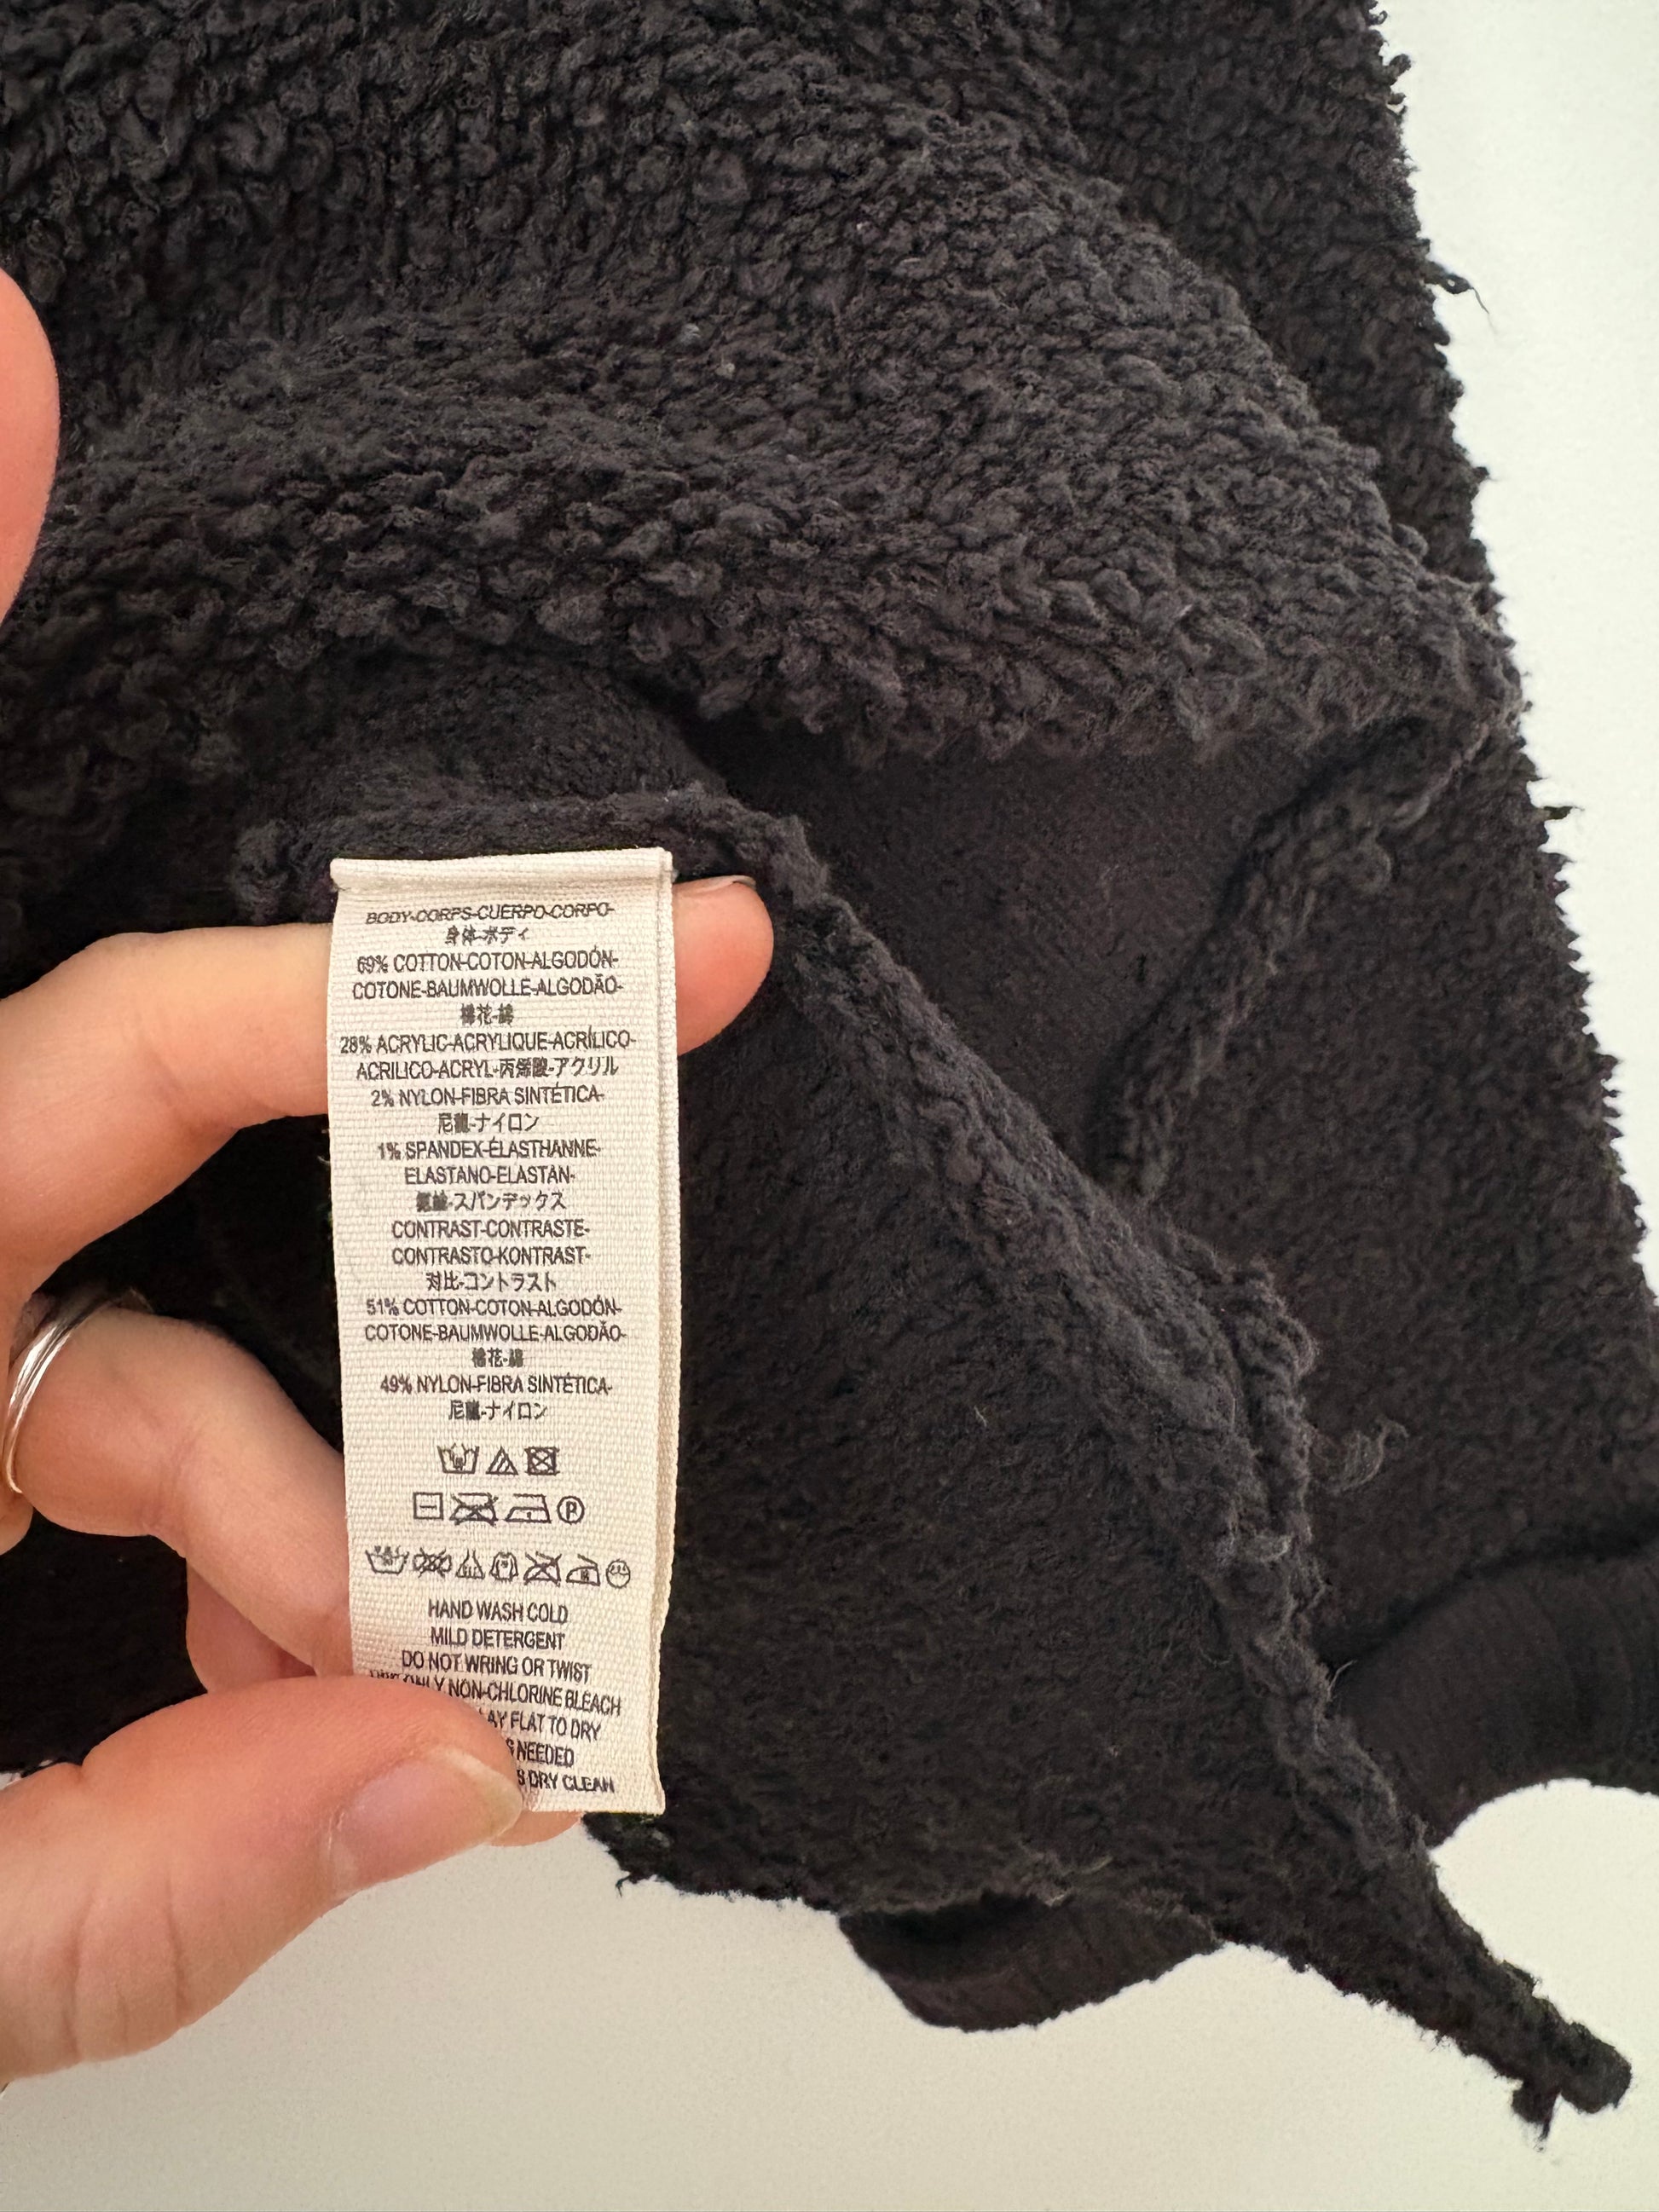 BODY-CORPS-CUERPO-CORPO-
身体-ボディ
69% COTTON-COTON-ALGODÓN-
COTONE-BAUMWOLLE-ALGODÃO-
棉花-綿
28% ACRYLIC-ACRYLIQUE-ACRÍLICO-
ACRILICO-ACRYL-丙烯酸-アクリル
2% NYLON-FIBRA SINTÉTICA-
尼龍-ナイロン
1% SPANDEX-ÉLASTHANNE-
ELASTANO-ELASTAN-
スパンデックス
CONTRAST-CONTRASTE-
CONTRASTO-KONTRAST-
对比-コントラスト
51% COTTON-COTON-ALGODÓN-
COTONE-BAUMWOLLE-ALGODÃO-
棉花-綿
49% NYLON-FIBRA SINTÉTICA-
尼龍-ナイロン
P
HAND WASH COLD
MILD DETERGENT
DO NOT WRING OR TWIST
ONLY NON-CHLORINE BLEACH
LAY FLAT TO DRY
NEEDED
DRY CLEAN